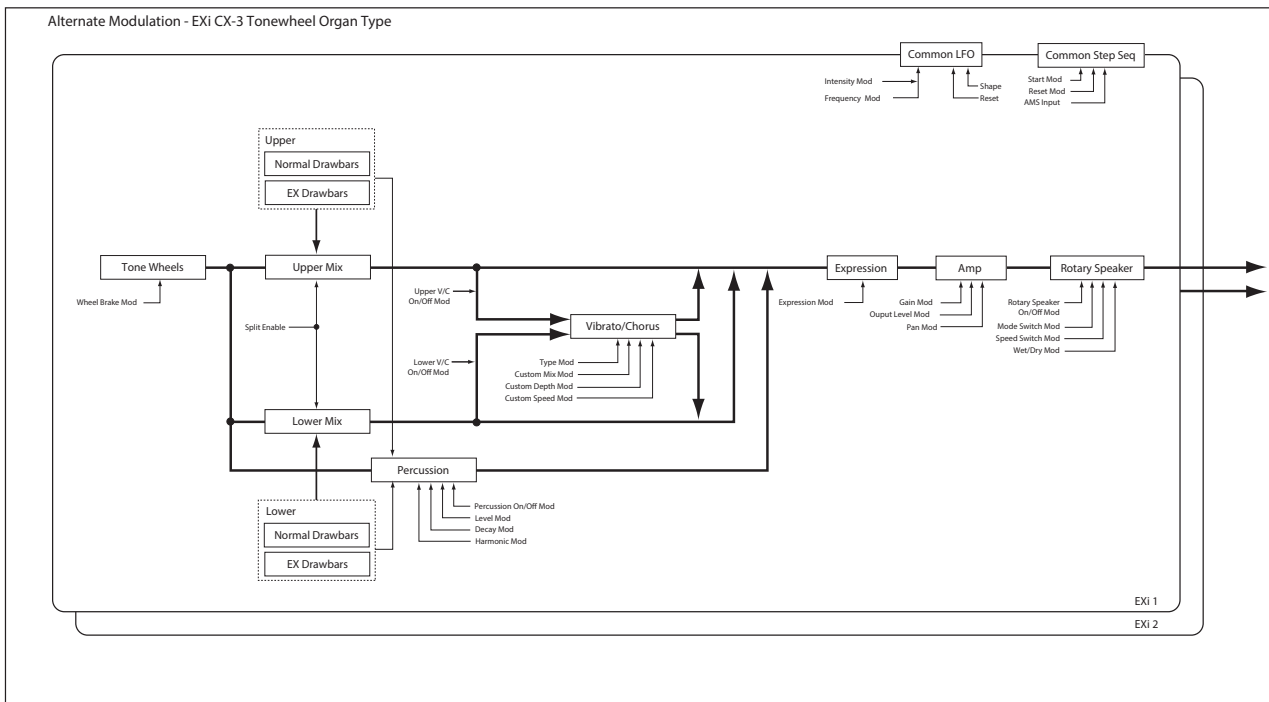 Alternate Modulation - EXi CX-3 Tonewheel Organ Type
Common LFO
Common Step Seq
Intensity Mod
Frequency Mod
Shape
Reset
Start Mod
Reset Mod
AMS Input
Upper
Normal Drawbars
EX Drawbars
Tone Wheels
Upper Mix
Expression
Amp
Rotary Speaker
Wheel Brake Mod
Upper V/C
On/Off Mod
Expression Mod
Gain Mod
Ouput Level Mod
Pan Mod
Rotary Speaker
On/Off Mod
Mode Switch Mod
Speed Switch Mod
Wet/Dry Mod
Split Enable
Vibrato/Chorus
Lower V/C
On/Off Mod
Type Mod
Custom Mix Mod
Custom Depth Mod
Custom Speed Mod
Lower Mix
Percussion
Percussion On/Off Mod
Level Mod
Decay Mod
Harmonic Mod
Lower
Normal Drawbars
EX Drawbars
EXi 1
EXi 2